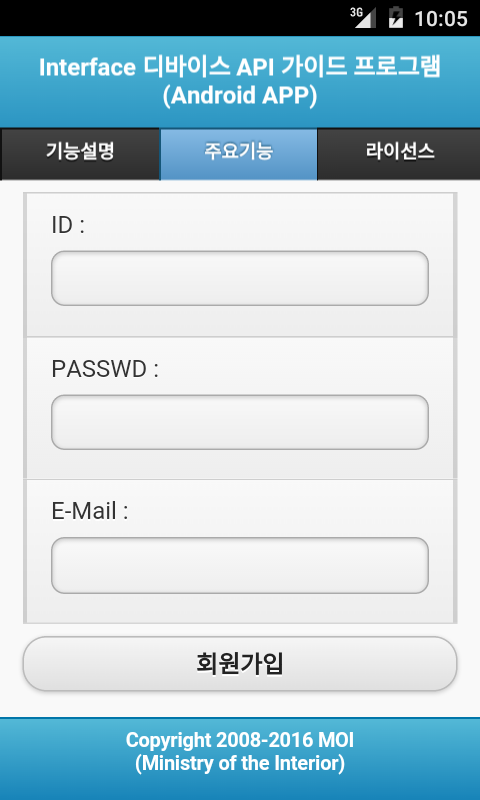 3G 10:05
Interface 디바이스 API 가이드 프로그램
(Android APP)
기능설명 주요기능 라이선스
ID :
PASSWD :
E-Mail :
회원가입
Copyright 2008-2016 MOI
(Ministry of the Interior)